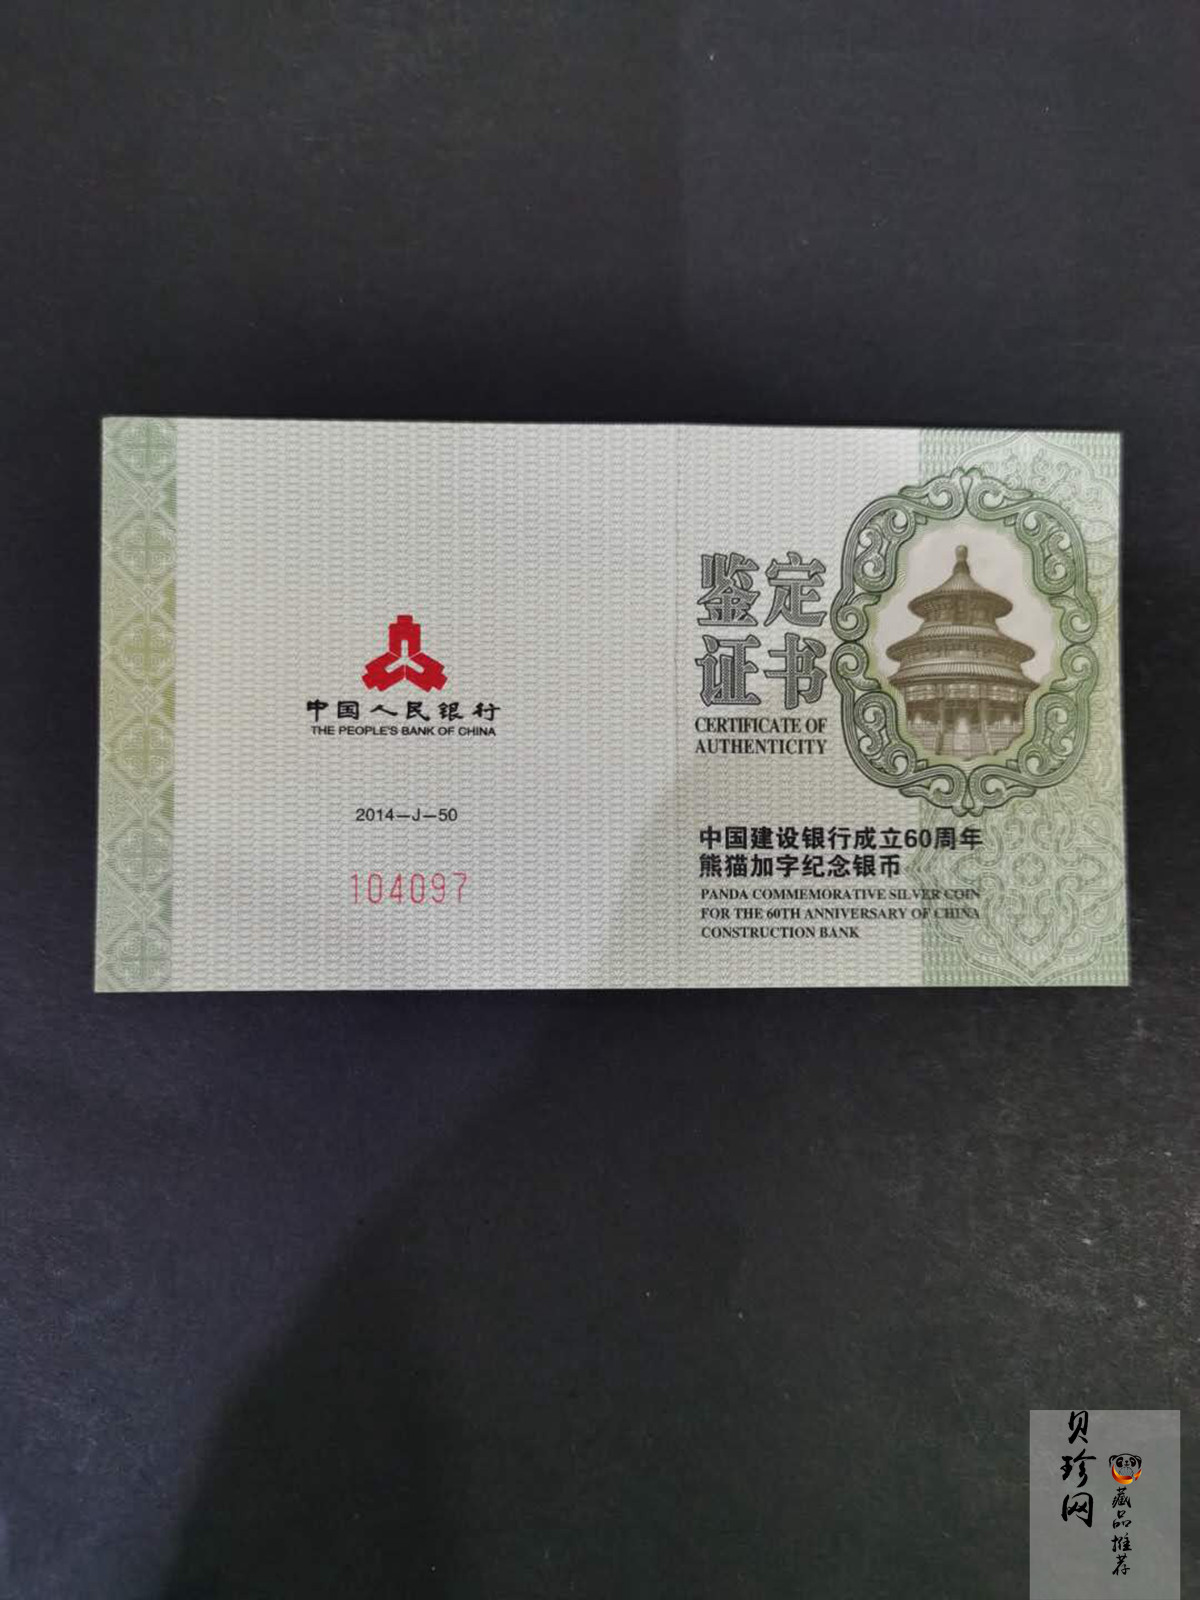 中国人民银行
THE PEOPLE'S BANK OF CHINA
2014—J—50
104097
鉴定
证书
CERTIFICATE OF
AUTHENTICITY
中国建设银行成立60周年
熊猫加字纪念银币
PANDA COMMEMORATIVE SILVER COIN
FOR THE 60TH ANNIVERSARY OF CHINA
CONSTRUCTION BANK
贝珍网
藏品推荐